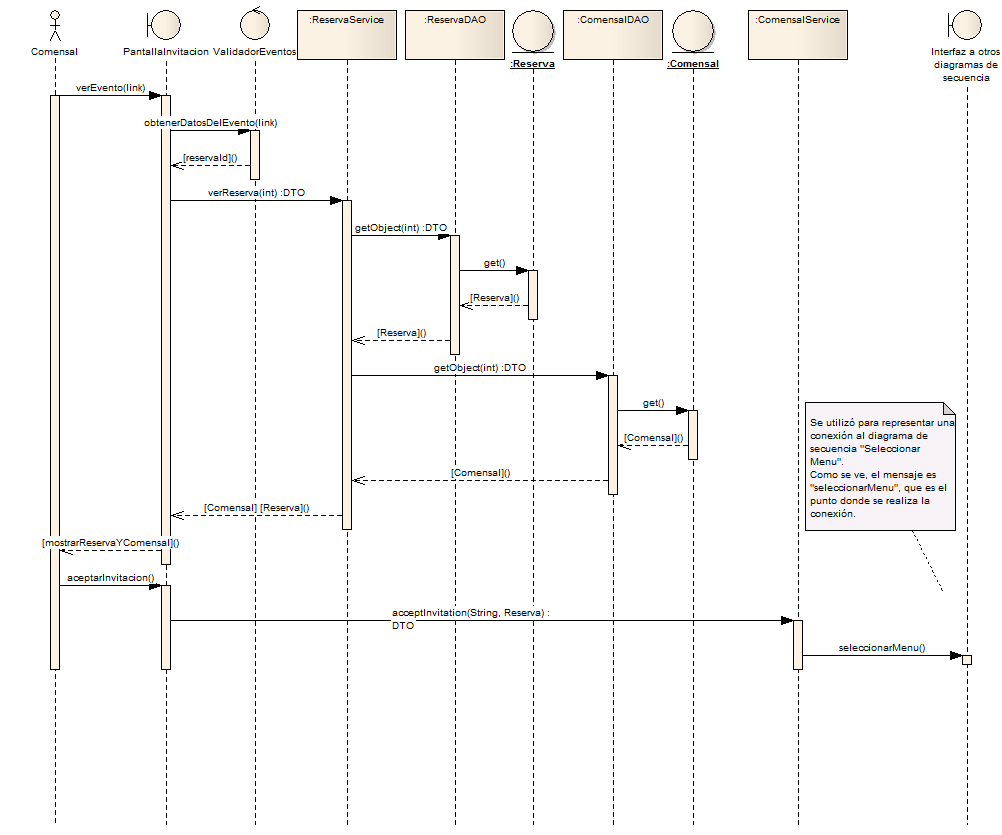 Comensal
PantallaInvitacion
ValidadorEventos
:ReservaService
:ReservaDAO
:Reserva
:ComensalDAO
:Comensal
:ComensalService
Interfaz a otros
diagramas de
secuencia
verEvento(link)
obtenerDatosDelEvento(link)
[reservaId]()
verReserva(int) :DTO
getObject(int) :DTO
get()
[Reserva]()
[Reserva]()
getObject(int) :DTO
get()
[Comensal]()
[Comensal]()
[Comensal] [Reserva]()
Se utilizó para representar una
conexión al diagrama de
secuencia "Seleccionar
Menu".
Como se ve, el mensaje es
"seleccionarMenu", que es el
punto donde se realiza la
conexión.
[mostrarReservaYComensal]()
aceptarInvitacion()
acceptInvitation(String, Reserva) :
DTO
seleccionarMenu()